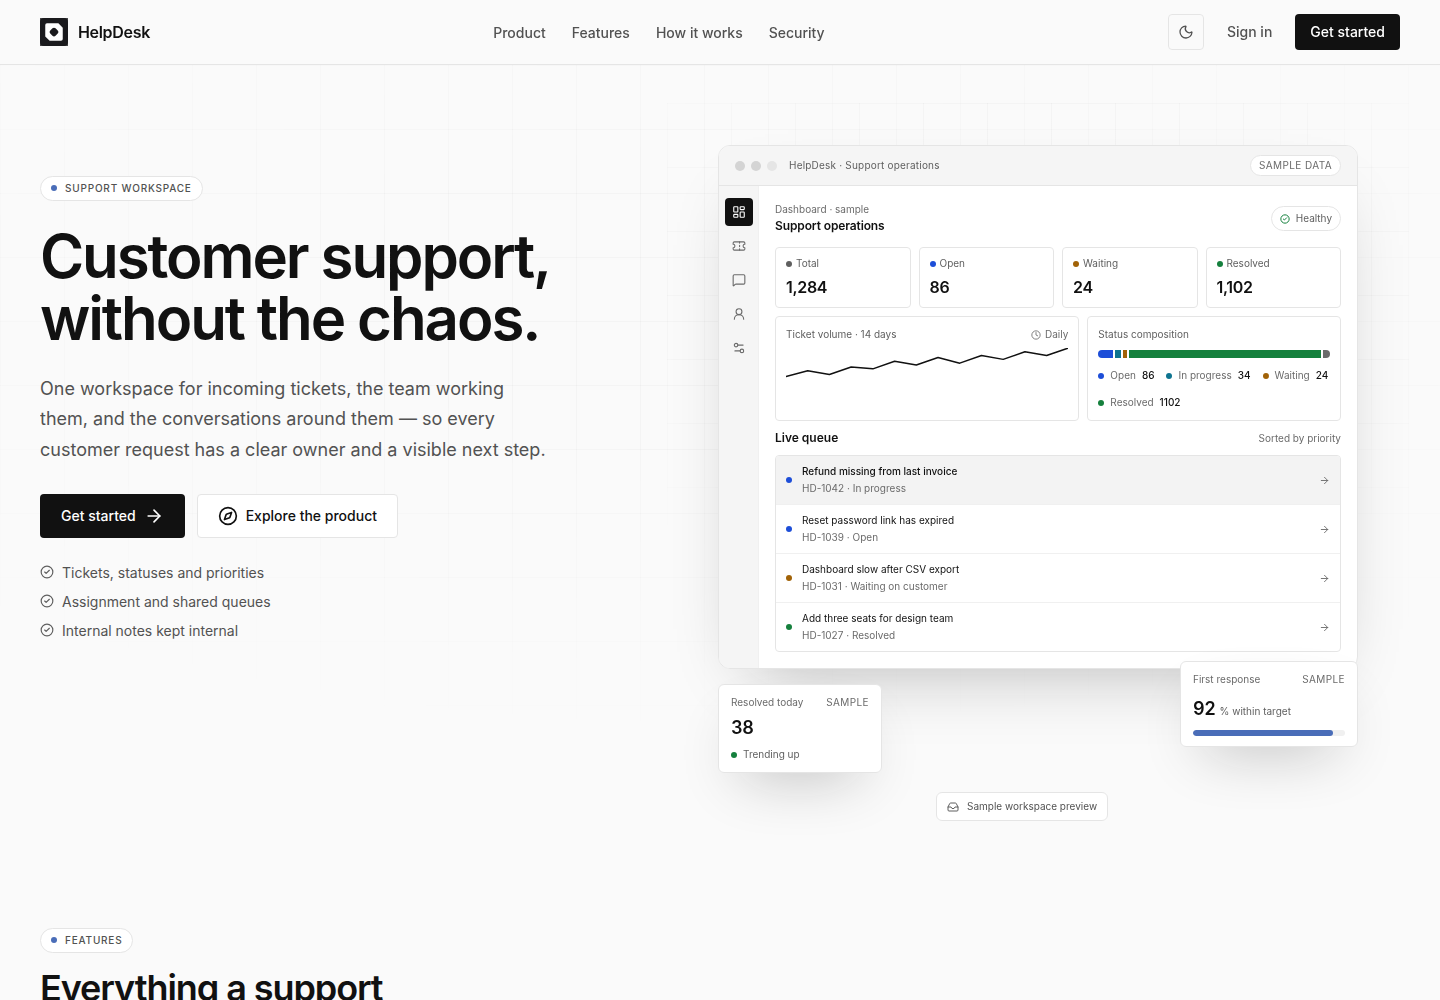 HelpDesk
Product
Features
How it works
Security
Sign in
Get started
SUPPORT WORKSPACE
Customer support,
without the chaos.
One workspace for incoming tickets, the team working
them, and the conversations around them — so every
customer request has a clear owner and a visible next step.
Get started
Explore the product
Tickets, statuses and priorities
Assignment and shared queues
Internal notes kept internal
HelpDesk · Support operations
SAMPLE DATA
Dashboard · sample
Support operations
Healthy
Total
1,284
Open
86
Waiting
24
Resolved
1,102
Ticket volume · 14 days
Daily
Status composition
Open 86
In progress 34
Waiting 24
Resolved 1102
Live queue
Sorted by priority
Refund missing from last invoice
HD-1042 · In progress
Reset password link has expired
HD-1039 · Open
Dashboard slow after CSV export
HD-1031 · Waiting on customer
Add three seats for design team
HD-1027 · Resolved
Resolved today
SAMPLE
38
Trending up
First response
SAMPLE
92 % within target
Sample workspace preview
FEATURES
Everything a support